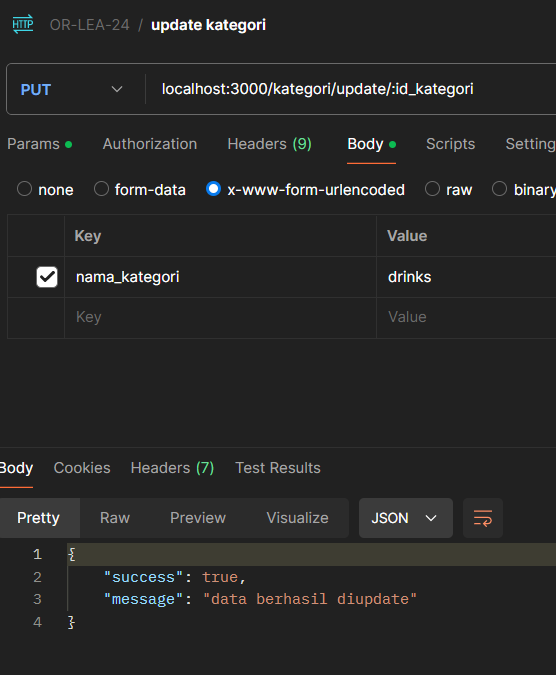 HTTP OR-LEA-24 / update kategori
PUT localhost:3000/kategori/update/:id_kategori
Params Authorization Headers (9) Body Scripts Setting
none form-data x-www-form-urlencoded raw binary
Key Value
nama_kategori drinks
Key Value
Body Cookies Headers (7) Test Results
Pretty Raw Preview Visualize JSON
1 {
2 "success": true,
3 "message": "data berhasil diupdate"
4 }